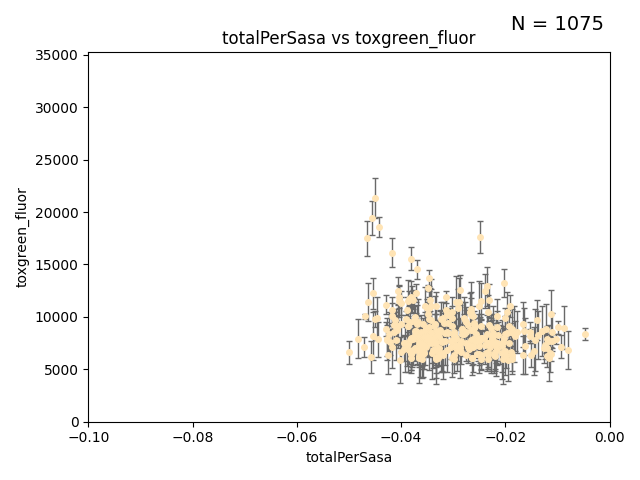 N = 1075
totalPerSasa vs toxgreen_fluor
35000
30000
25000
20000
15000
10000
5000
0
toxgreen_fluor
−0.10 −0.08 −0.06 −0.04 −0.02 0.00
totalPerSasa